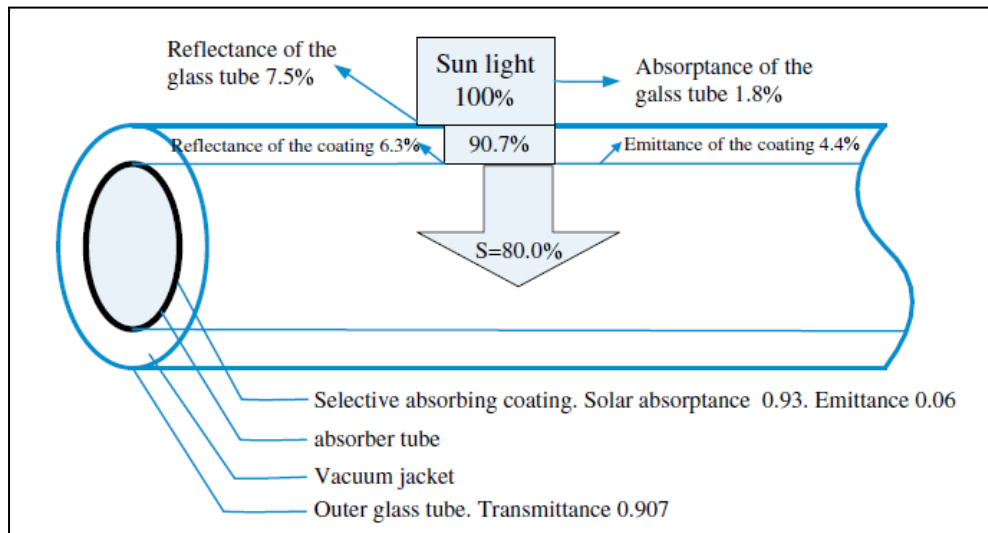 Reflectance of the
glass tube 7.5%
Sun light
100%
Absorptance of the
galss tube 1.8%
Reflectance of the coating 6.3%
90.7%
Emittance of the coating 4.4%
S=80.0%
Selective absorbing coating. Solar absorptance 0.93. Emittance 0.06
absorber tube
Vacuum jacket
Outer glass tube. Transmittance 0.907